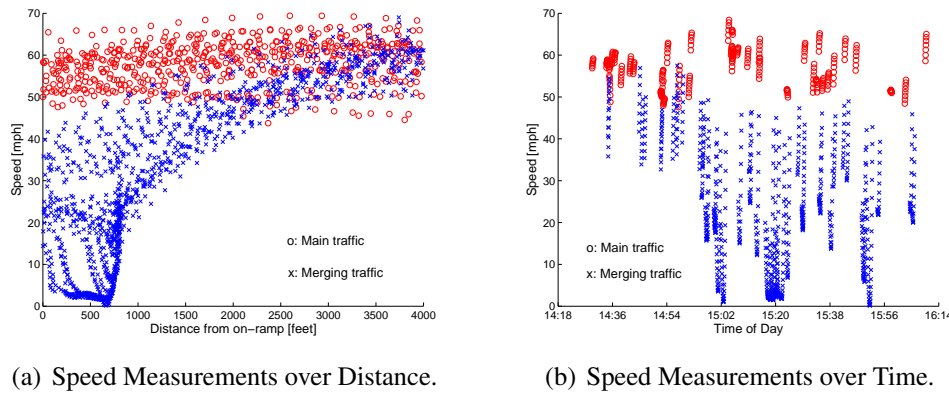 70
60
50
40
30
20
10
0
Speed [mph]
o: Main traffic
x: Merging traffic
0 500 1000 1500 2000 2500 3000 3500 4000
Distance from on-ramp [feet]
(a) Speed Measurements over Distance.
70
60
50
40
30
20
10
0
Speed [mph]
o: Main traffic
x: Merging traffic
14:18 14:36 14:54 15:02 15:20 15:38 15:56 16:14
Time of Day
(b) Speed Measurements over Time.